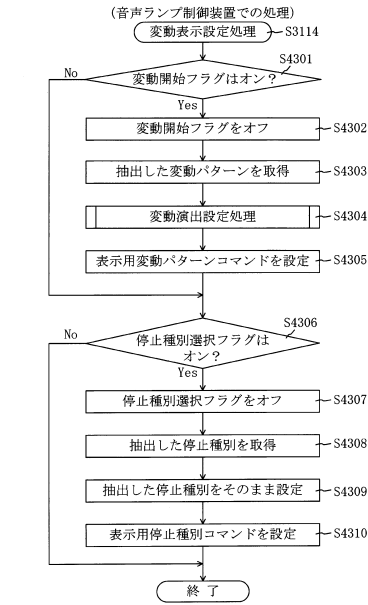 (音声ランプ制御装置での処理)
変動表示設定処理 S3114
S4301
No
変動開始フラグはオン?
Yes
変動開始フラグをオフ S4302
抽出した変動パターンを取得 S4303
変動演出設定処理 S4304
表示用変動パターンコマンドを設定 S4305
S4306
No
停止種別選択フラグは
オン?
Yes
停止種別選択フラグをオフ S4307
抽出した停止種別を取得 S4308
抽出した停止種別をそのまま設定 S4309
表示用停止種別コマンドを設定 S4310
終了